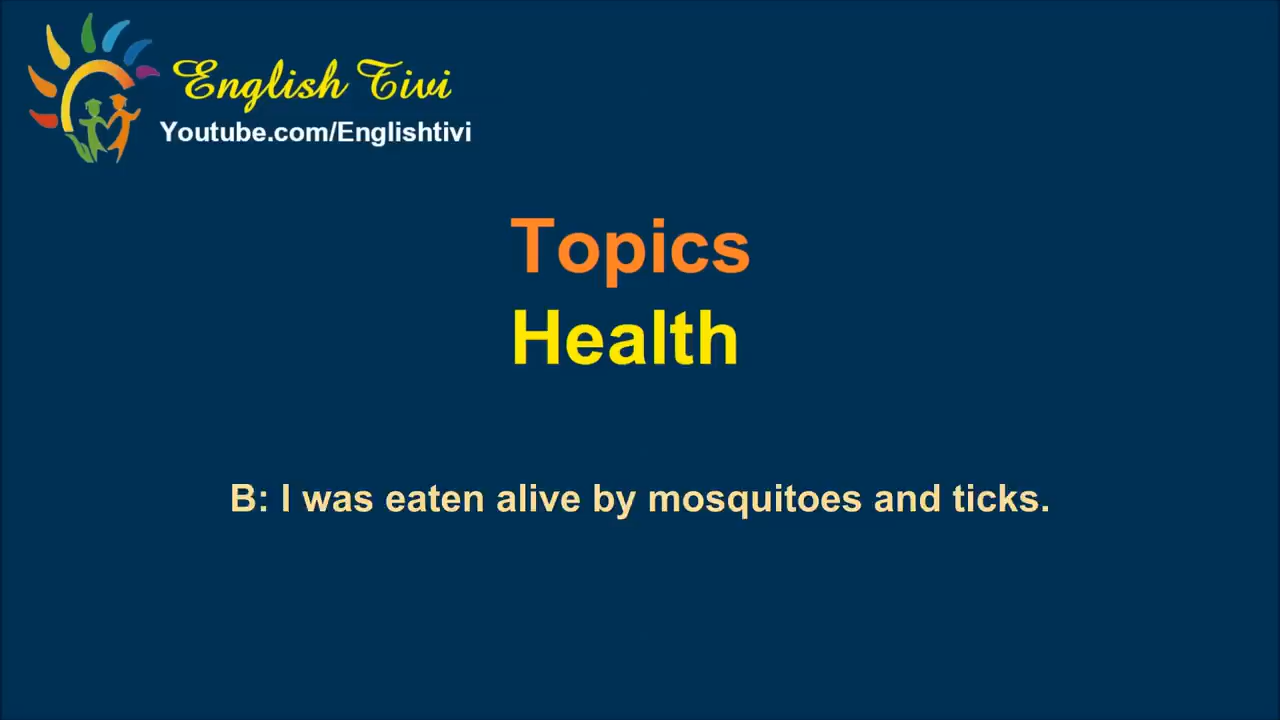 English Tivi
Youtube.com/Englishtivi
Topics
Health
B: I was eaten alive by mosquitoes and ticks.